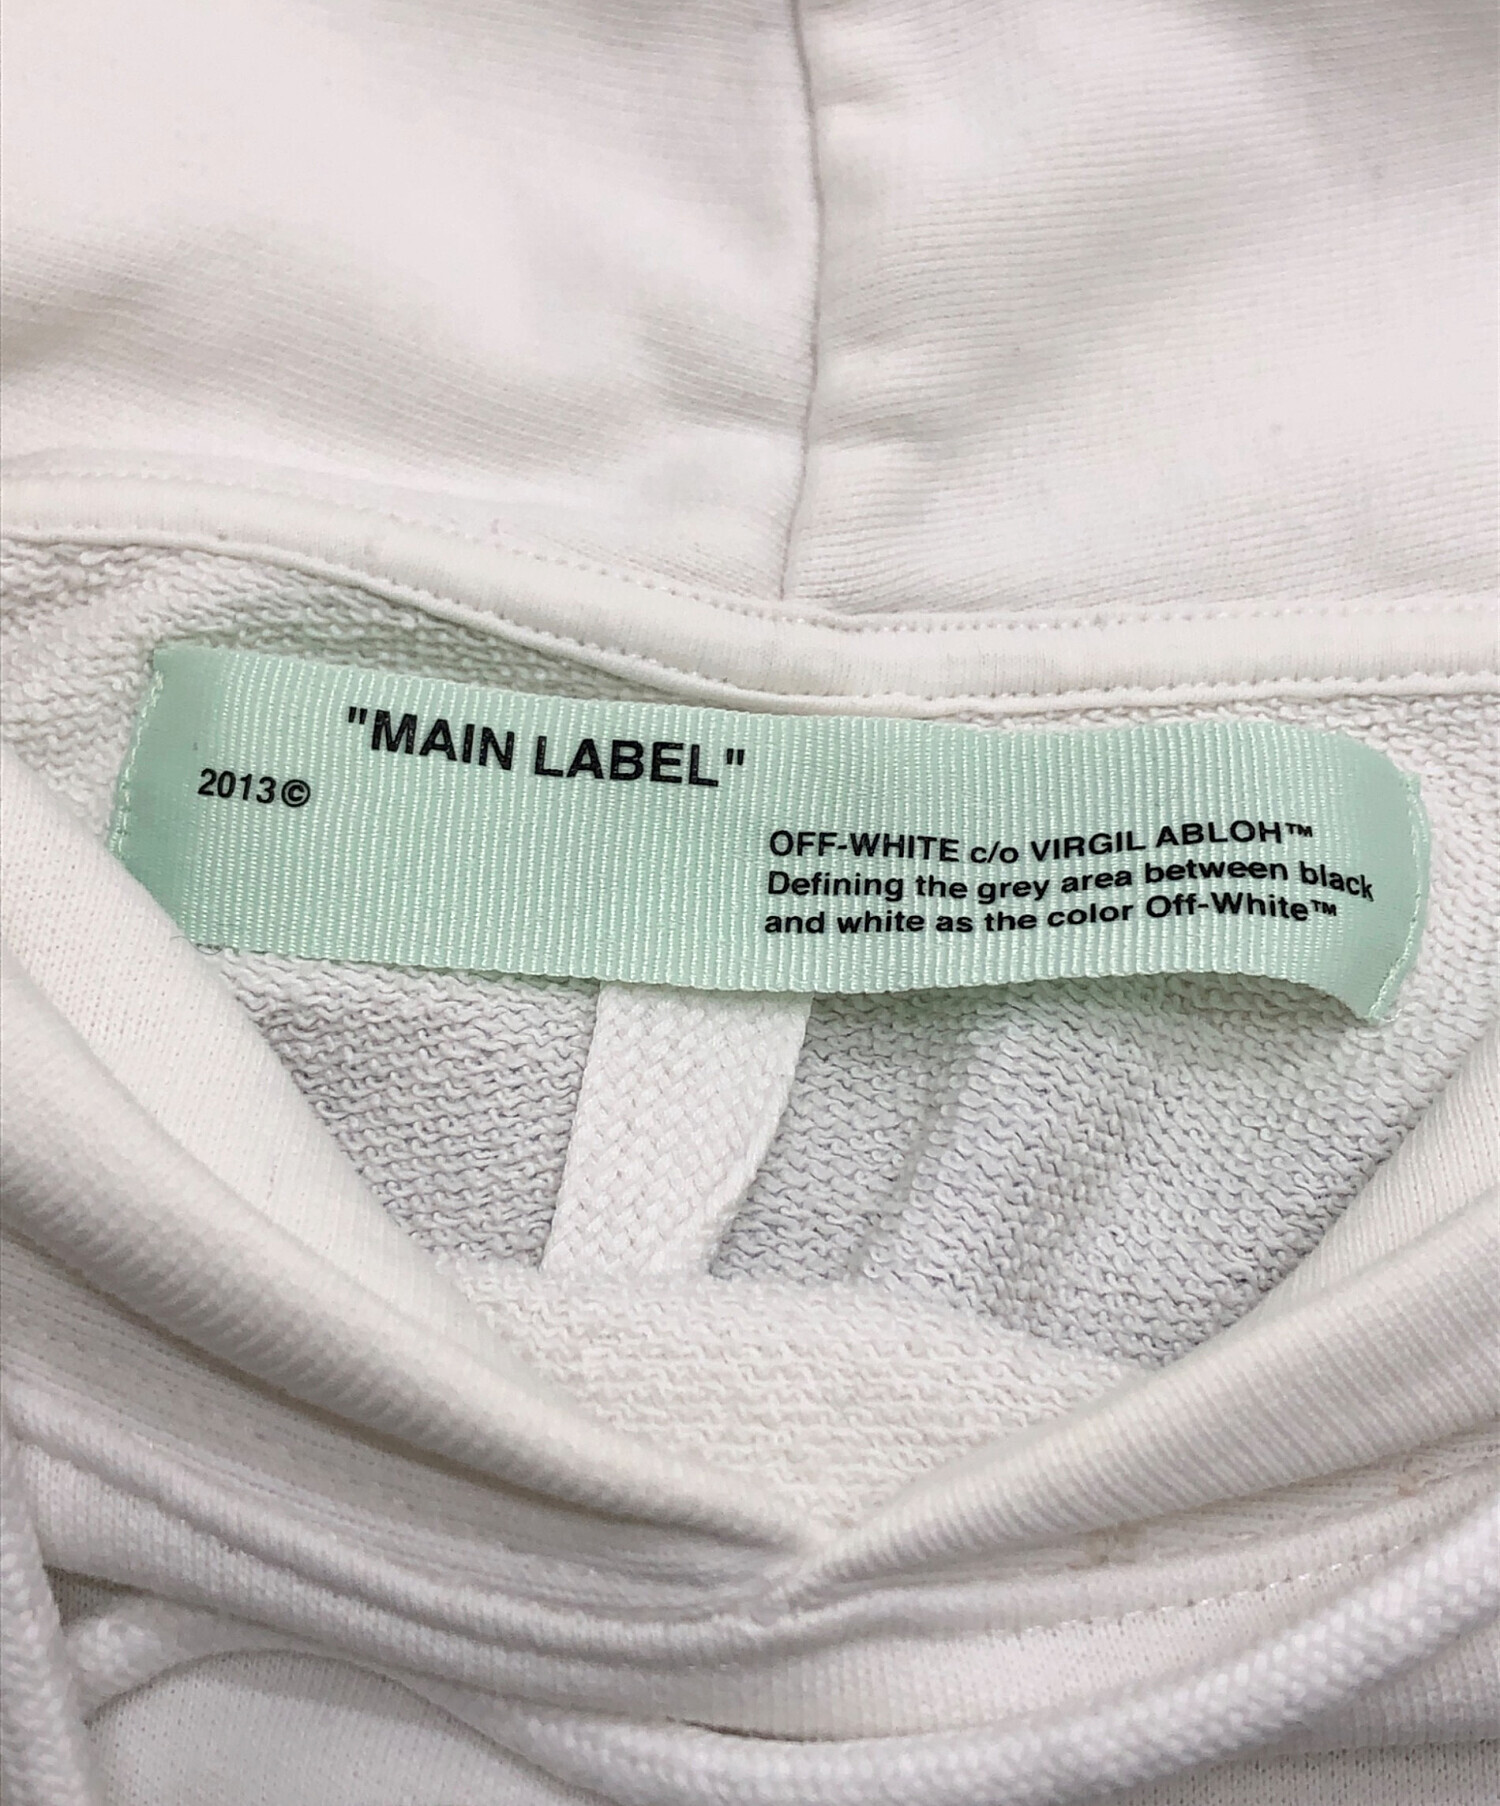 "MAIN LABEL"
2013©
OFF-WHITE c/o VIRGIL ABLOH™
Defining the grey area between black
and white as the color Off-White™